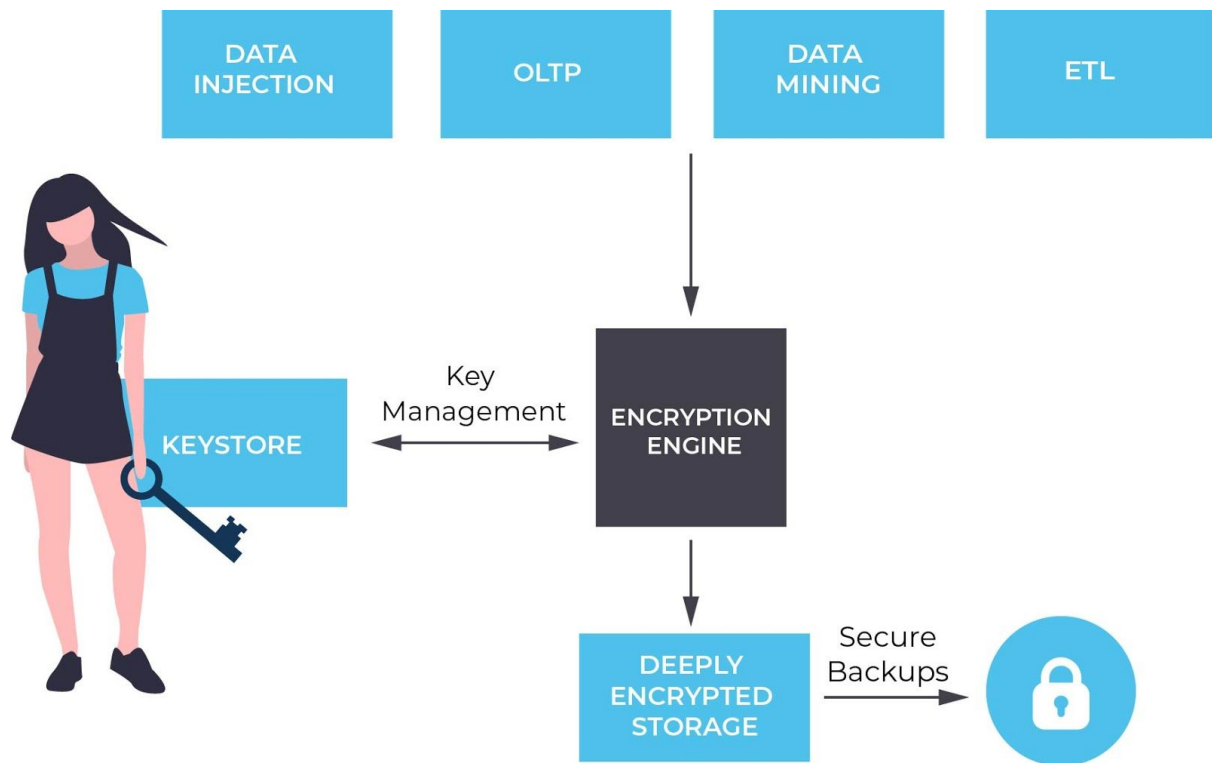 DATA
INJECTION
OLTP
DATA
MINING
ETL
Key
Management
KEYSTORE
ENCRYPTION
ENGINE
DEEPLY
ENCRYPTED
STORAGE
Secure
Backups